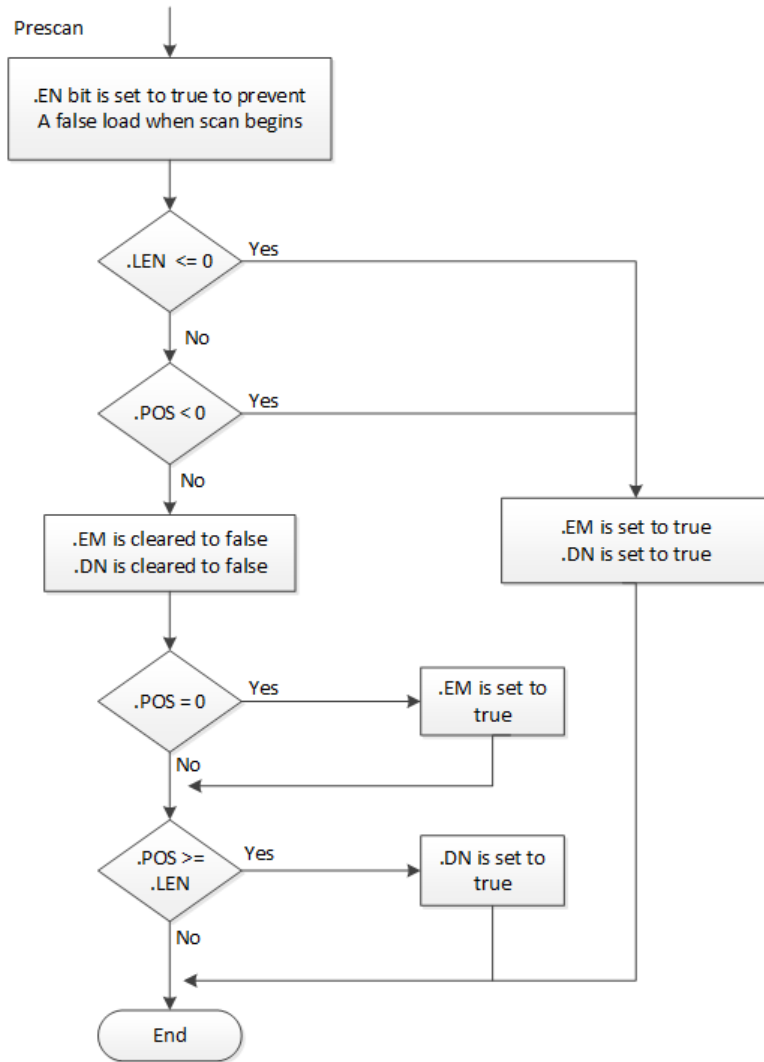 Prescan
.EN bit is set to true to prevent
A false load when scan begins
.LEN <= 0
Yes
No
.POS < 0
Yes
No
.EM is cleared to false
.DN is cleared to false
.EM is set to true
.DN is set to true
.POS = 0
Yes
.EM is set to
true
No
.POS >=
.LEN
Yes
.DN is set to
true
No
End